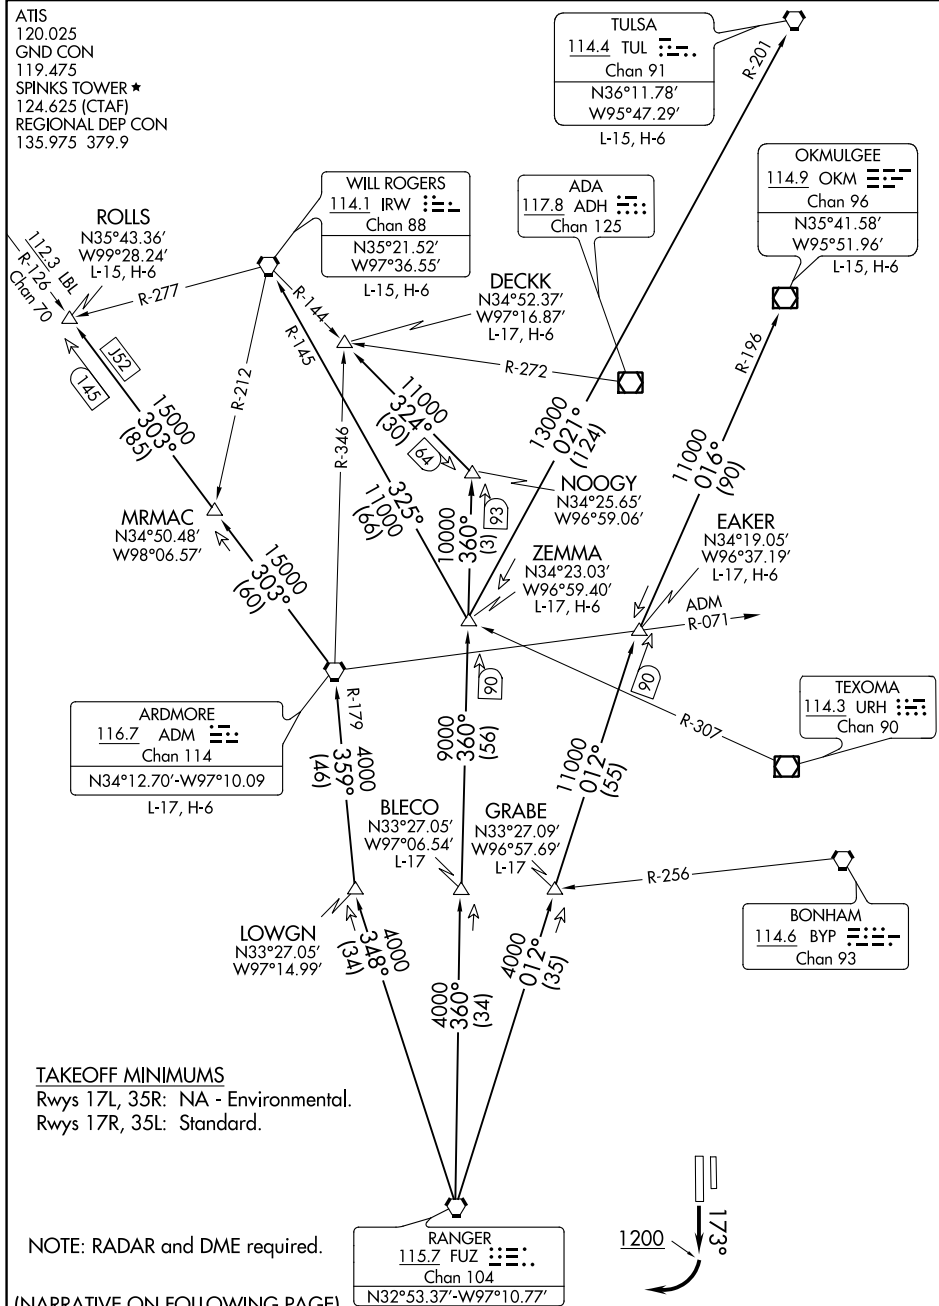 ATIS
120.025
GND CON
119.475
SPINKS TOWER ★
124.625 (CTAF)
REGIONAL DEP CON
135.975 379.9
TULSA
114.4 TUL
Chan 91
N36°11.78′
W95°47.29′
L-15, H-6
R-201
OKMULGEE
114.9 OKM
Chan 96
N35°41.58′
W95°51.96′
L-15, H-6
WILL ROGERS
114.1 IRW
Chan 88
N35°21.52′
W97°36.55′
L-15, H-6
ADA
117.8 ADH
Chan 125
ROLLS
N35°43.36′
W99°28.24′
L-15, H-6
112.3 LBL
R-126
Chan 70
R-277
R-144
DECKK
N34°52.37′
W97°16.87′
L-17, H-6
R-145
R-272
R-196
J52
145
R-212
R-346
15000
303°
(85)
11000
324°
(30)
64
13000
021°
(124)
11000
016°
(90)
325°
11000
(66)
NOOGY
N34°25.65′
W96°59.06′
93
10000
360°
(3)
MRMAC
N34°50.48′
W98°06.57′
EAKER
N34°19.05′
W96°37.19′
L-17, H-6
ZEMMA
N34°23.03′
W96°59.40′
L-17, H-6
15000
303°
(60)
ADM
R-071
90
90
R-179
ARDMORE
116.7 ADM
Chan 114
N34°12.70′-W97°10.09
L-17, H-6
TEXOMA
114.3 URH
Chan 90
R-307
4000
359°
(46)
9000
360°
(56)
11000
012°
(55)
BLECO
N33°27.05′
W97°06.54′
L-17
GRABE
N33°27.09′
W96°57.69′
L-17
R-256
BONHAM
114.6 BYP
Chan 93
LOWGN
N33°27.05′
W97°14.99′
4000
348°
(34)
4000
360°
(34)
4000
012°
(35)
TAKEOFF MINIMUMS
Rwys 17L, 35R: NA - Environmental.
Rwys 17R, 35L: Standard.
173°
1200
NOTE: RADAR and DME required.
RANGER
115.7 FUZ
Chan 104
N32°53.37′-W97°10.77′
(NARRATIVE ON FOLLOWING PAGE)